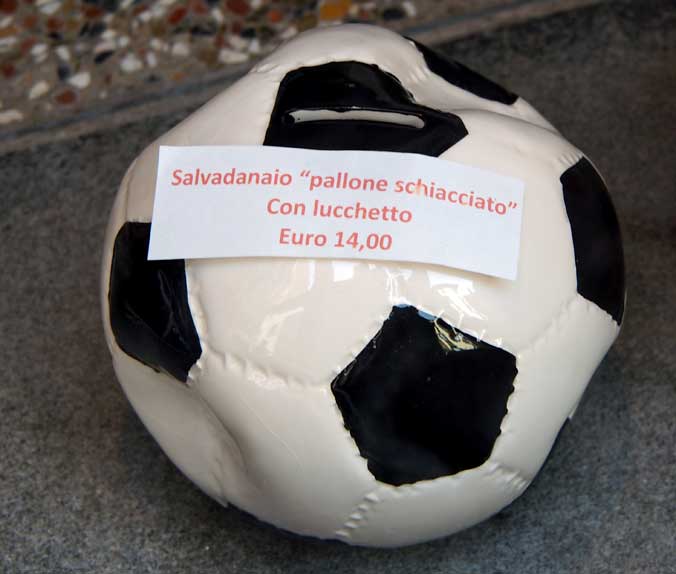 Salvadanaio “pallone schiacciato”
Con lucchetto
Euro 14,00